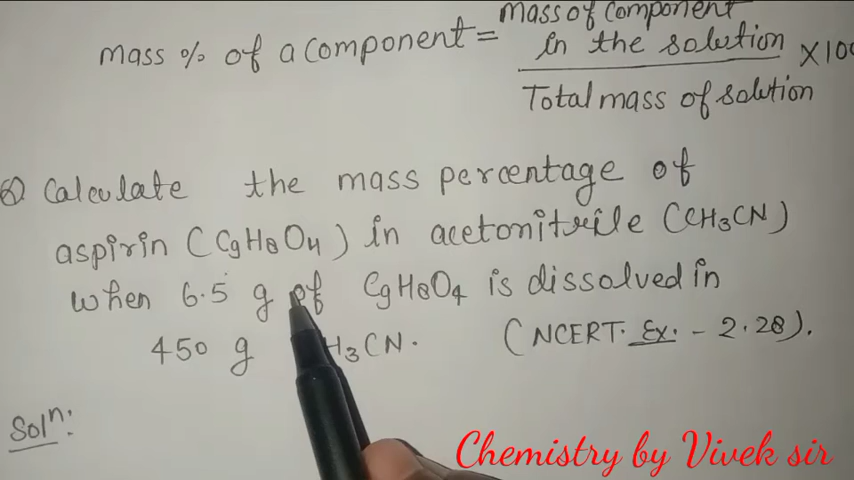 mass of component
mass % of a component =
in the solution
×100
Total mass of solution
Q) Calculate the mass percentage of
aspirin (C9H8O4) in acetonitrile (CH3CN)
when 6.5 g of C9H8O4 is dissolved in
450 g H3CN. (NCERT. Ex. - 2.28).
Solⁿ:
Chemistry by Vivek sir